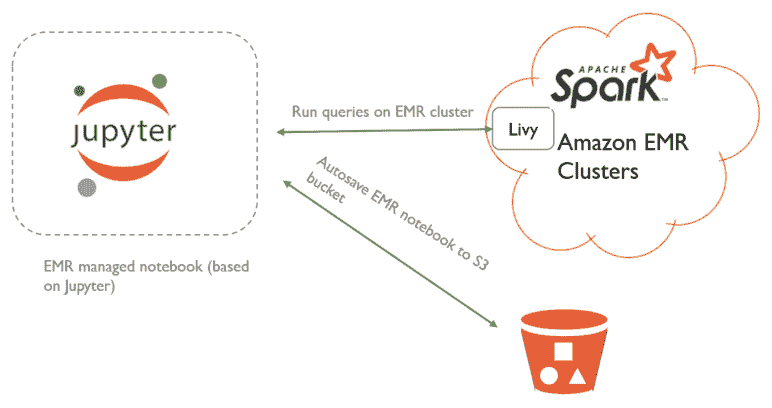 jupyter
EMR managed notebook (based
on Jupyter)
Run queries on EMR cluster
Autosave EMR notebook to S3
bucket
APACHE
Spark™
Livy
Amazon EMR
Clusters